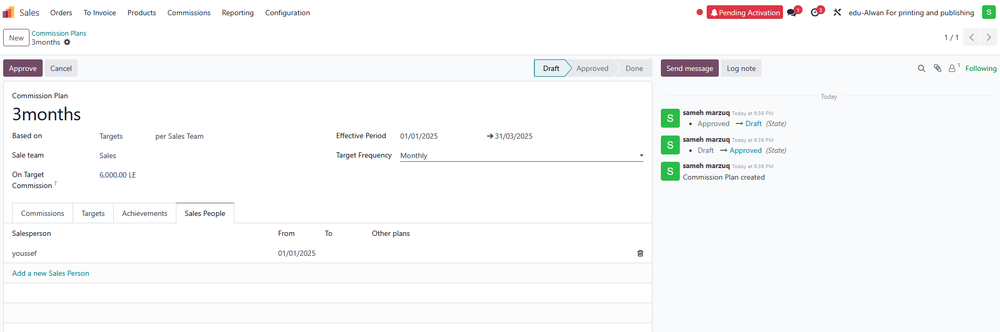 Sales Orders To Invoice Products Commissions Reporting Configuration Pending Activation 1 3 edu-Alwan For printing and publishing S
New Commission Plans 1 / 1
3months
Approve Cancel Draft Approved Done Send message Log note 1 Following
Commission Plan
3months
Based on Targets per Sales Team Effective Period 01/01/2025 → 31/03/2025
Sale team Sales Target Frequency Monthly
On Target Commission ? 6,000.00 LE
Commissions Targets Achievements Sales People
Salesperson From To Other plans
youssef 01/01/2025
Add a new Sales Person
Today
S sameh marzuq Today at 6:39 PM
• Approved → Draft (State)
S sameh marzuq Today at 6:36 PM
• Draft → Approved (State)
S sameh marzuq Today at 6:36 PM
Commission Plan created